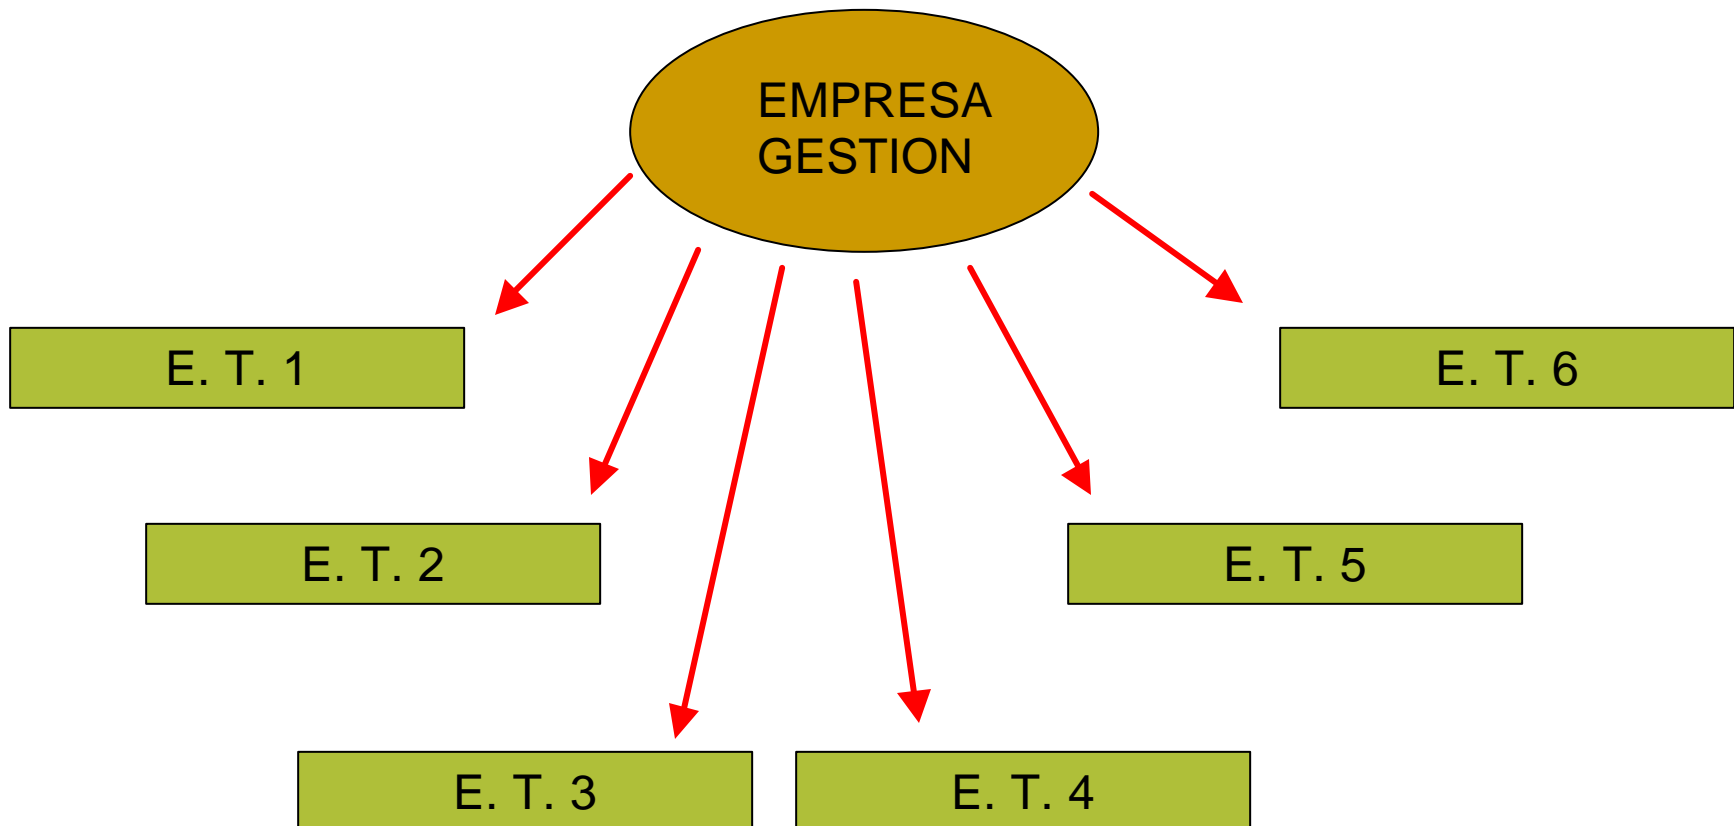 EMPRESA
GESTION
E. T. 1
E. T. 6
E. T. 2
E. T. 5
E. T. 3
E. T. 4